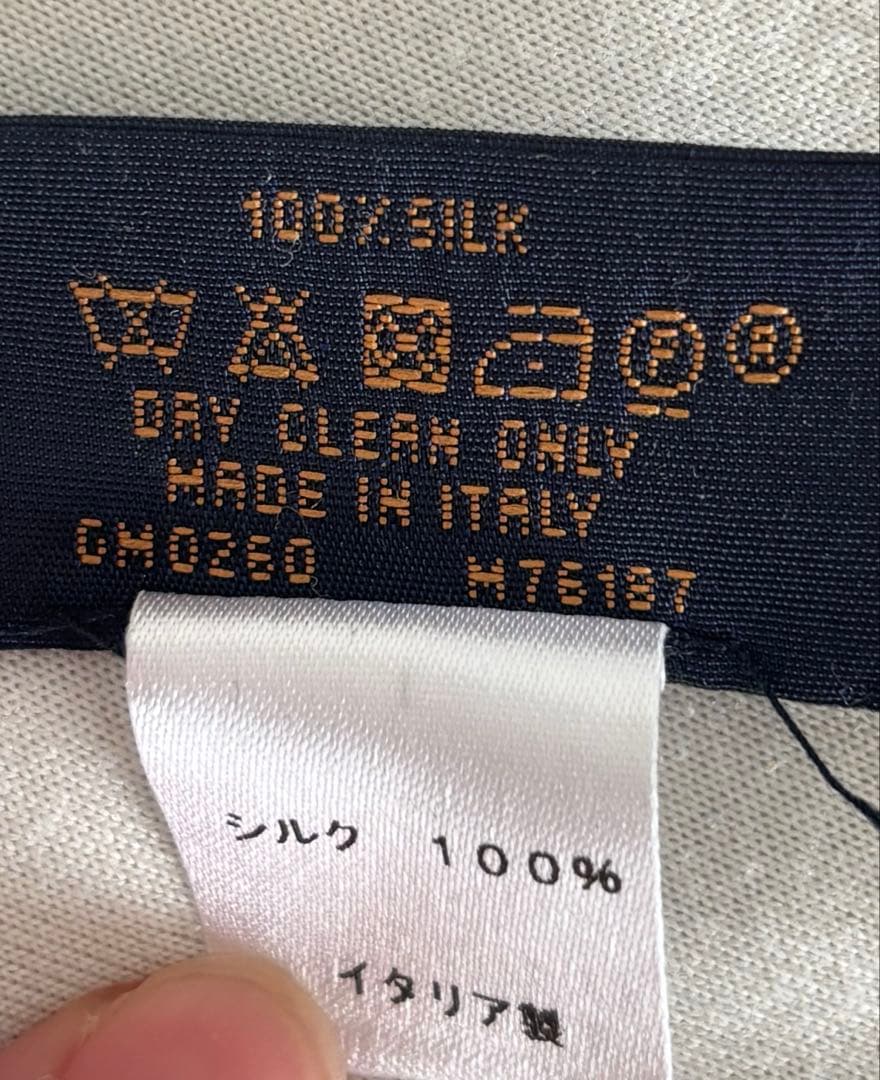 100% SILK
P A
DRY CLEAN ONLY
MADE IN ITALY
GM0260 M76187
シルク 100%
イタリア製